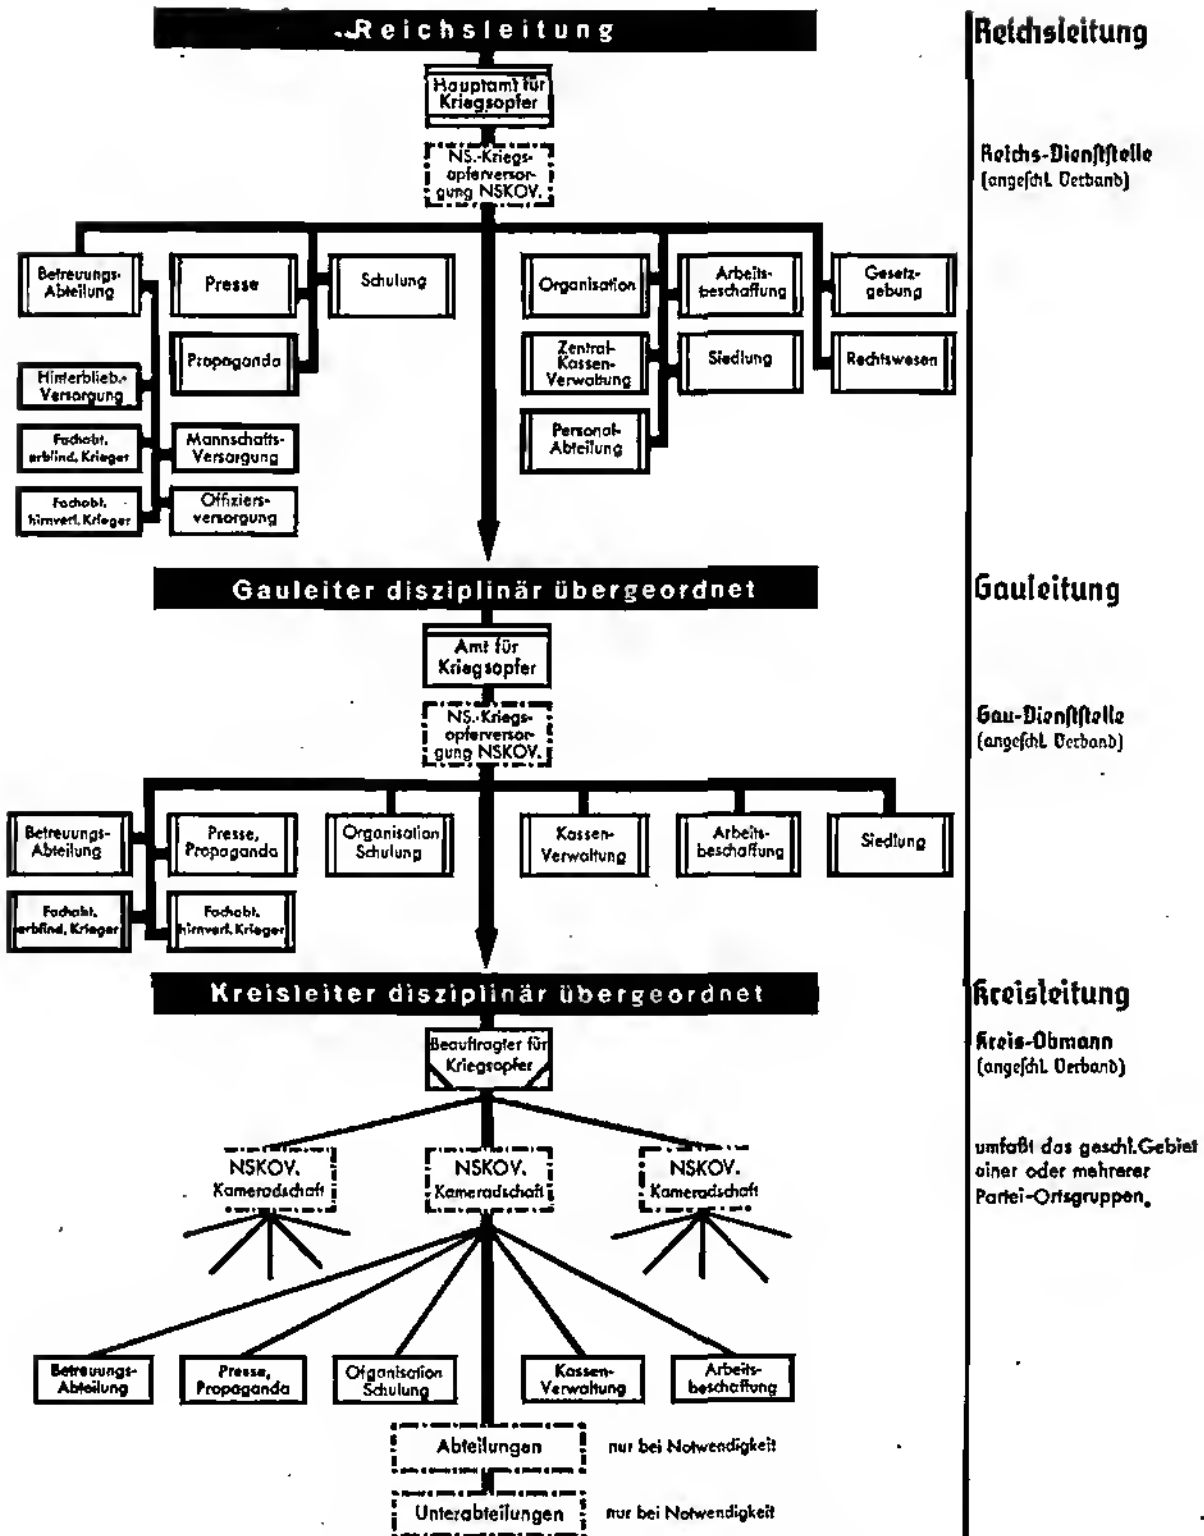 Reichsleitung
Reichsleitung
Hauptamt für
Kriegsopfer
NS.-Kriegs-
opferversor-
gung NSKOV.
Reichs-Dienststelle
(angeschl. Verband)
Betreuungs-
Abteilung
Presse
Schulung
Organisation
Arbeits-
beschaffung
Gesetz-
gebung
Propaganda
Zentral-
Kassen-
Verwaltung
Siedlung
Rechtswesen
Hinterblieb.-
Versorgung
Personal-
Abteilung
Fachabt.
erblind. Krieger
Mannschafts-
Versorgung
Fachabt.
hirnverl. Krieger
Offiziers-
versorgung
Gauleiter disziplinär übergeordnet
Gauleitung
Amt für
Kriegsopfer
NS.-Kriegs-
opferversor-
gung NSKOV.
Gau-Dienststelle
(angeschl. Verband)
Betreuungs-
Abteilung
Presse,
Propaganda
Organisation
Schulung
Kassen-
Verwaltung
Arbeits-
beschaffung
Siedlung
Fachabt.
erblind. Krieger
Fachabt.
hirnverl. Krieger
Kreisleiter disziplinär übergeordnet
Kreisleitung
Beauftragter für
Kriegsopfer
Kreis-Obmann
(angeschl. Verband)
NSKOV.
Kameradschaft
NSKOV.
Kameradschaft
NSKOV.
Kameradschaft
umfaßt das geschl. Gebiet
einer oder mehrerer
Partei-Ortsgruppen.
Betreuungs-
Abteilung
Presse,
Propaganda
Organisation
Schulung
Kassen-
Verwaltung
Arbeits-
beschaffung
Abteilungen
nur bei Notwendigkeit
Unterabteilungen
nur bei Notwendigkeit